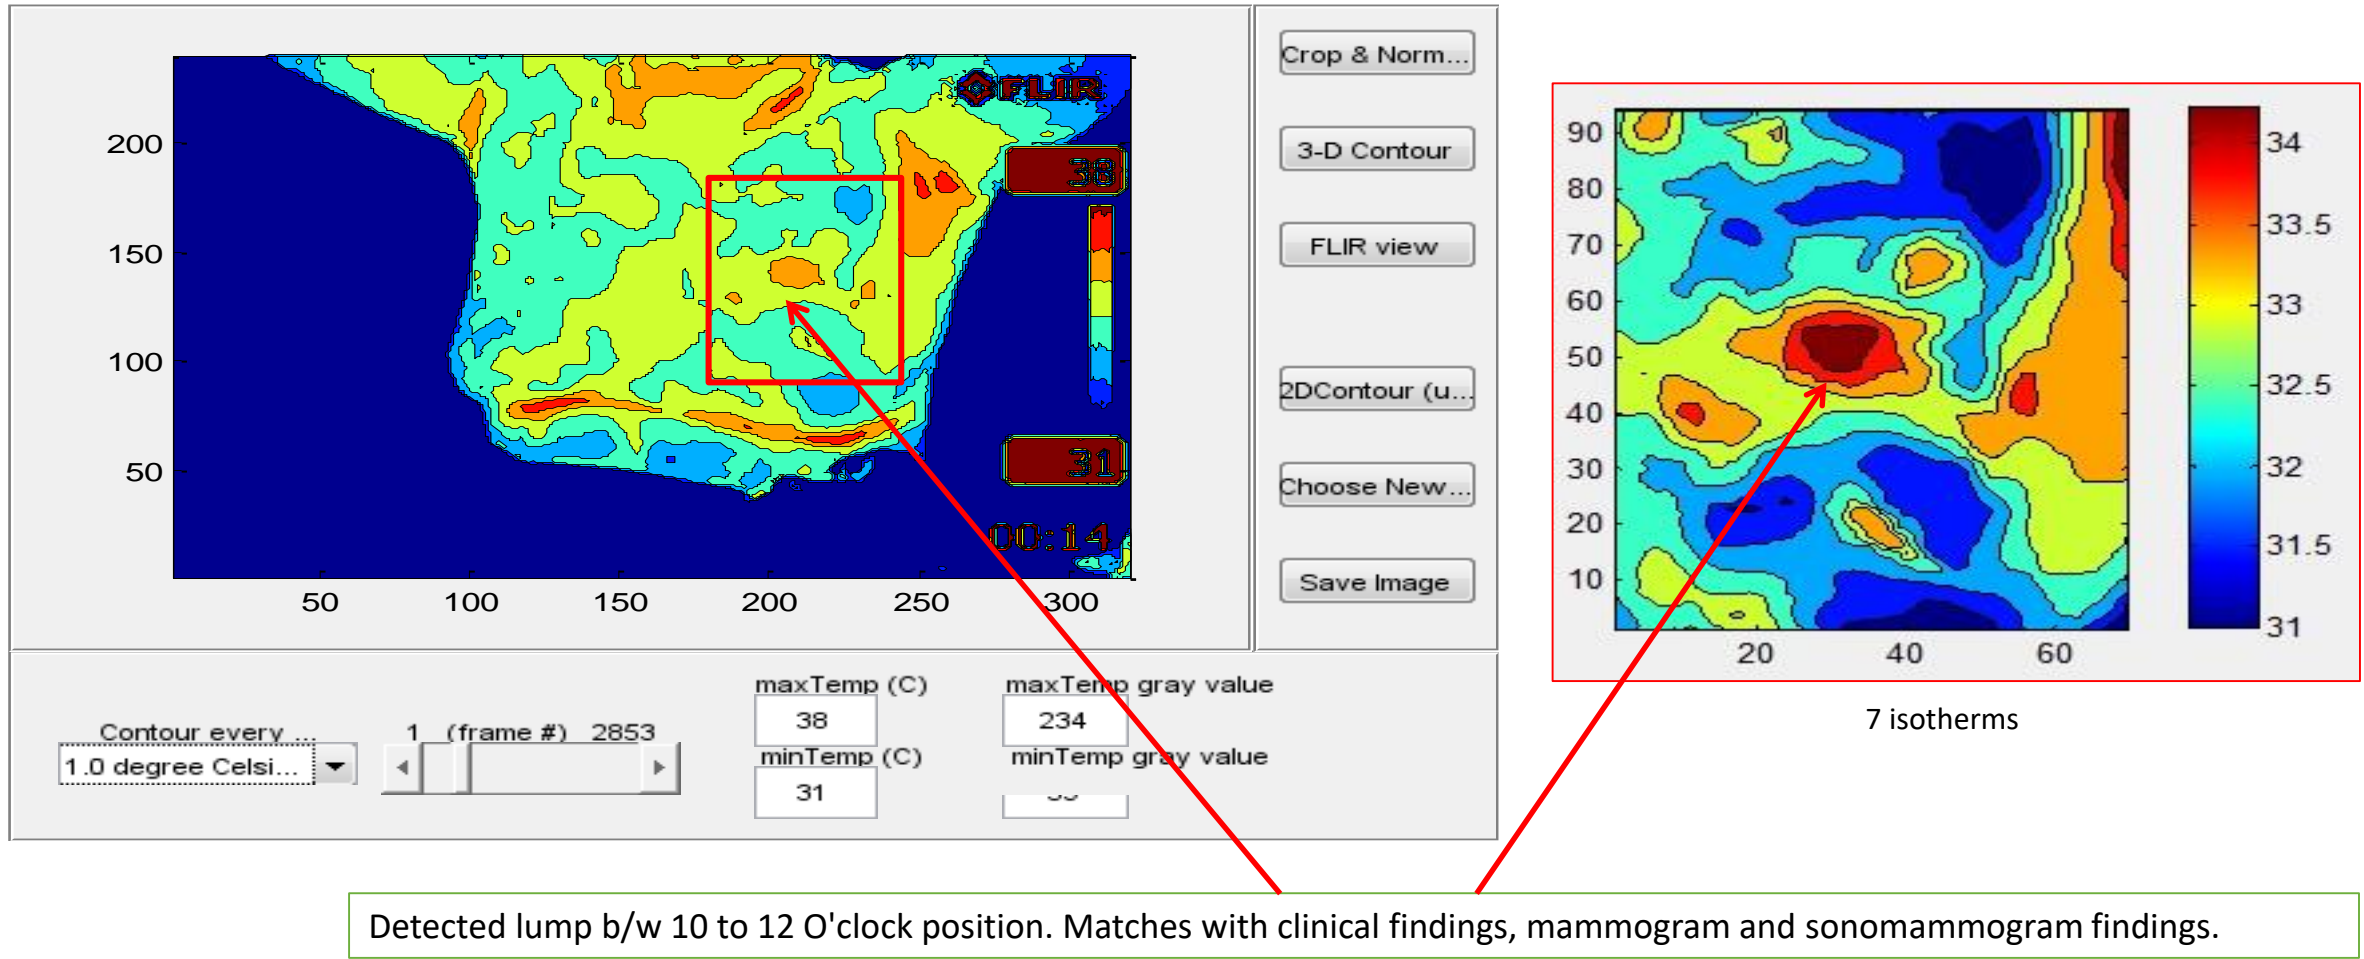 200
150
100
50
50
100
150
200
250
300
FLIR
38
31
00:14
Crop & Norm...
3-D Contour
FLIR view
2DContour (u...
Choose New...
Save Image
Contour every ...
1.0 degree Celsi...
1 (frame #) 2853
maxTemp (C)
38
minTemp (C)
31
maxTemp gray value
234
minTemp gray value
90
80
70
60
50
40
30
20
10
20
40
60
34
33.5
33
32.5
32
31.5
31
7 isotherms
Detected lump b/w 10 to 12 O'clock position. Matches with clinical findings, mammogram and sonomammogram findings.